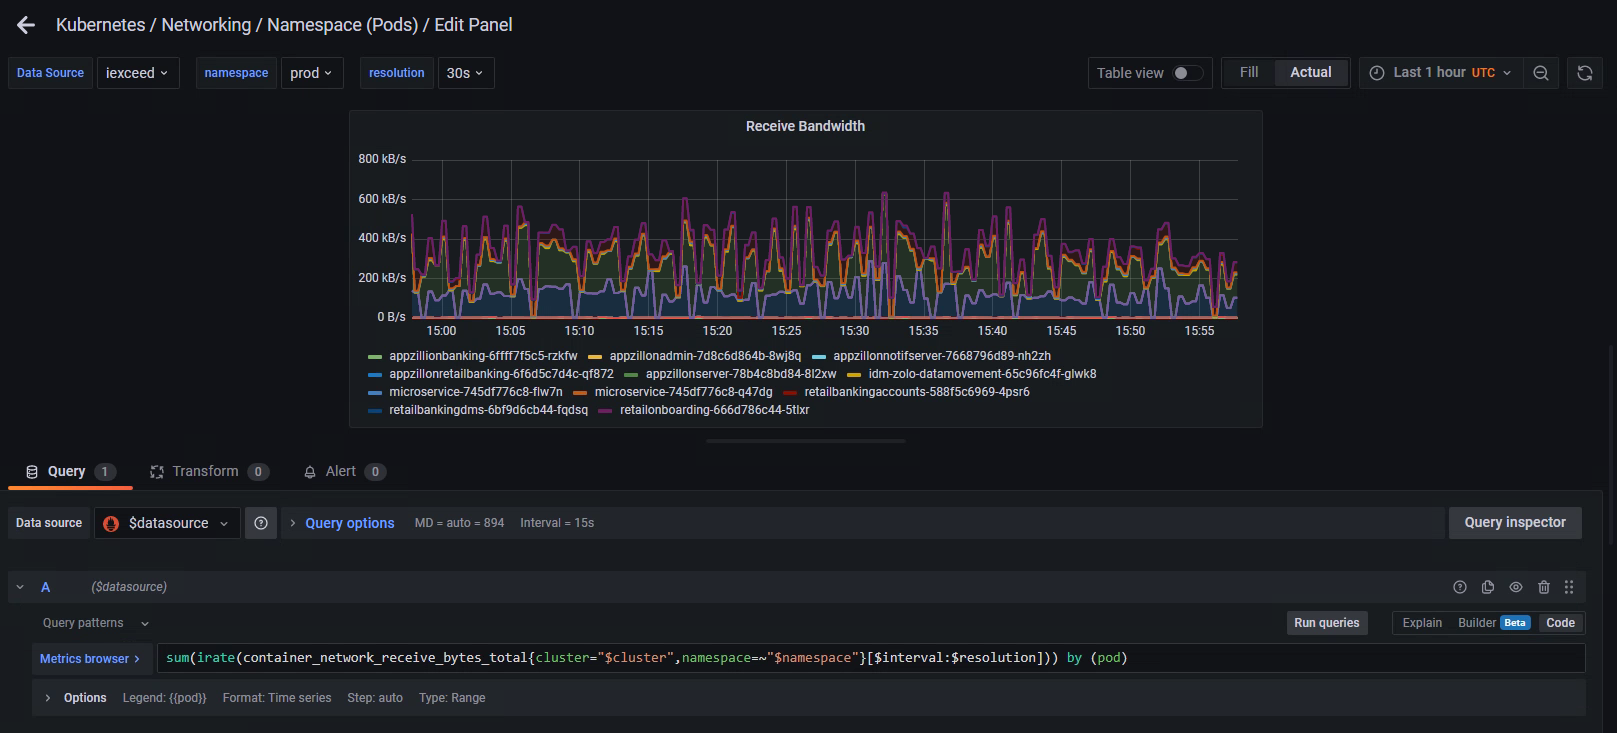 Kubernetes / Networking / Namespace (Pods) / Edit Panel
Data Source iexceed namespace prod resolution 30s Table view Fill Actual Last 1 hour UTC
Receive Bandwidth
800 kB/s
600 kB/s
400 kB/s
200 kB/s
0 B/s
15:00 15:05 15:10 15:15 15:20 15:25 15:30 15:35 15:40 15:45 15:50 15:55
appzillionbanking-6ffff7f5c5-rzkfw appzillonadmin-7d8c6d864b-8wj8q appzillonnotifserver-7668796d89-nh2zh
appzillonretailbanking-6f6d5c7d4c-qf872 appzillonserver-78b4c8bd84-8l2xw idm-zolo-datamovement-65c96fc4f-glwk8
microservice-745df776c8-flw7n microservice-745df776c8-q47dg retailbankingaccounts-588f5c6969-4psr6
retailbankingdms-6bf9d6cb44-fqdsq retailonboarding-666d786c44-5tlxr
Query 1 Transform 0 Alert 0
Data source $datasource Query options MD = auto = 894 Interval = 15s Query inspector
A ($datasource)
Query patterns Run queries Explain Builder Beta Code
Metrics browser sum(irate(container_network_receive_bytes_total{cluster="$cluster",namespace=~"$namespace"}[$interval:$resolution])) by (pod)
Options Legend: {{pod}} Format: Time series Step: auto Type: Range